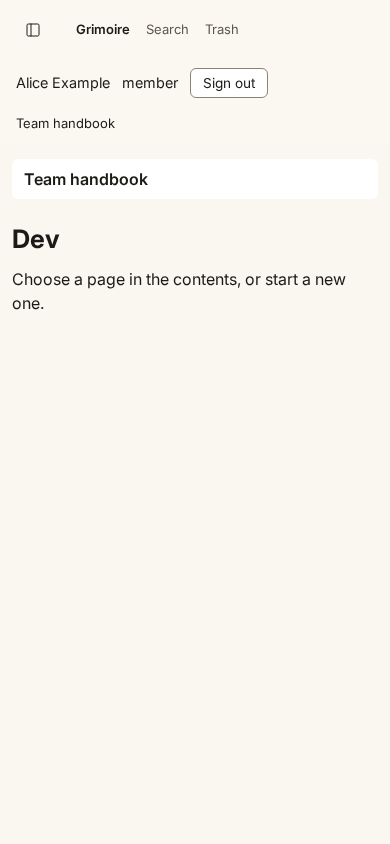 Grimoire Search Trash
Alice Example member Sign out
Team handbook
Team handbook
Dev
Choose a page in the contents, or start a new
one.